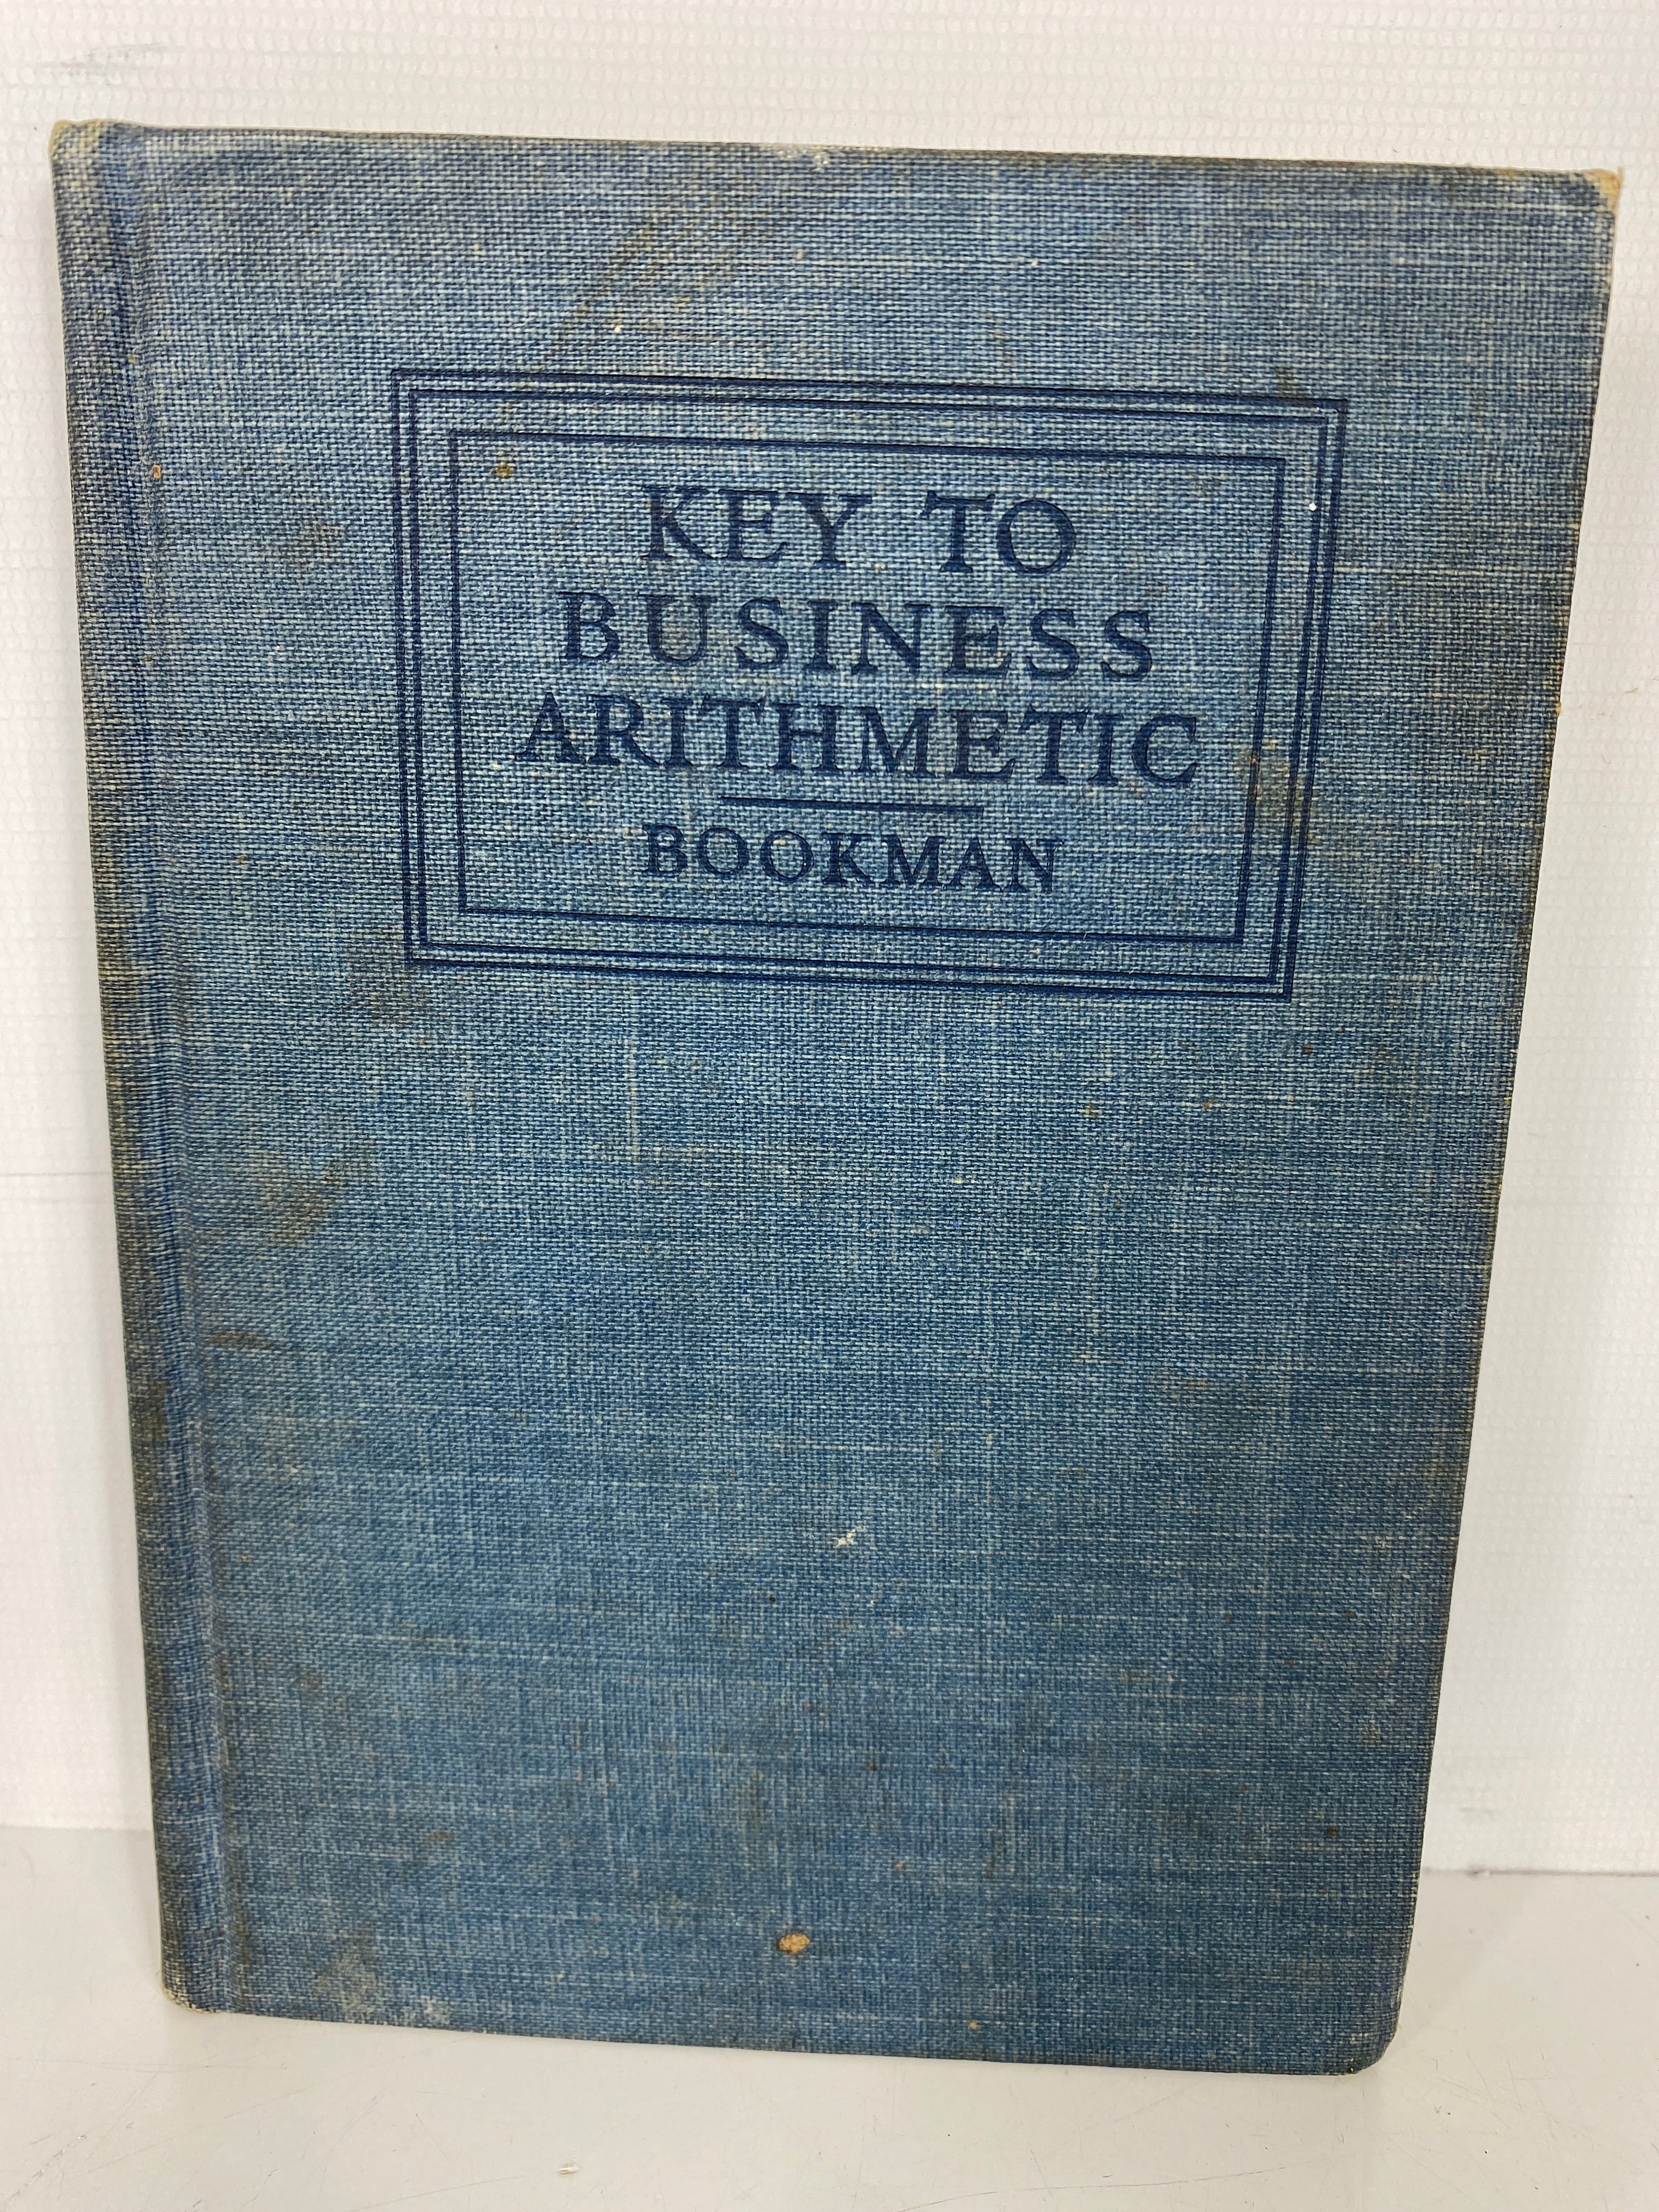 KEY TO
BUSINESS
ARITHMETIC
BOOKMAN